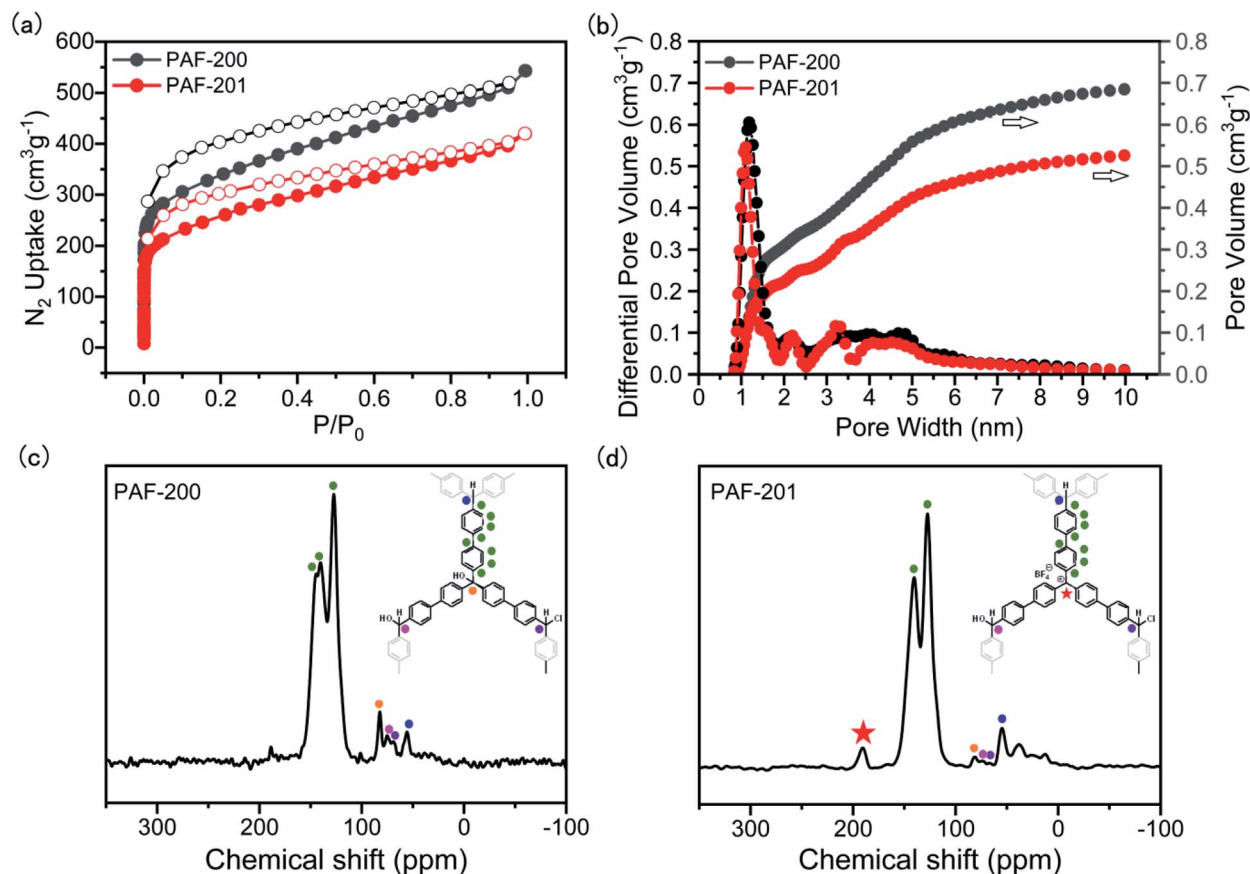 (a)
600
500
400
300
200
100
0
N₂ Uptake (cm³g⁻¹)
PAF-200
PAF-201
0.0 0.2 0.4 0.6 0.8 1.0
P/P₀
(b)
0.8
0.7
0.6
0.5
0.4
0.3
0.2
0.1
0.0
Differential Pore Volume (cm³g⁻¹)
PAF-200
PAF-201
0.8
0.7
0.6
0.5
0.4
0.3
0.2
0.1
0.0
Pore Volume (cm³g⁻¹)
0 1 2 3 4 5 6 7 8 9 10
Pore Width (nm)
(c)
PAF-200
H
HO
H
HO
H
Cl
300 200 100 0 -100
Chemical shift (ppm)
(d)
PAF-201
H
BF₄
⊖
⊕
H
HO
H
Cl
300 200 100 0 -100
Chemical shift (ppm)